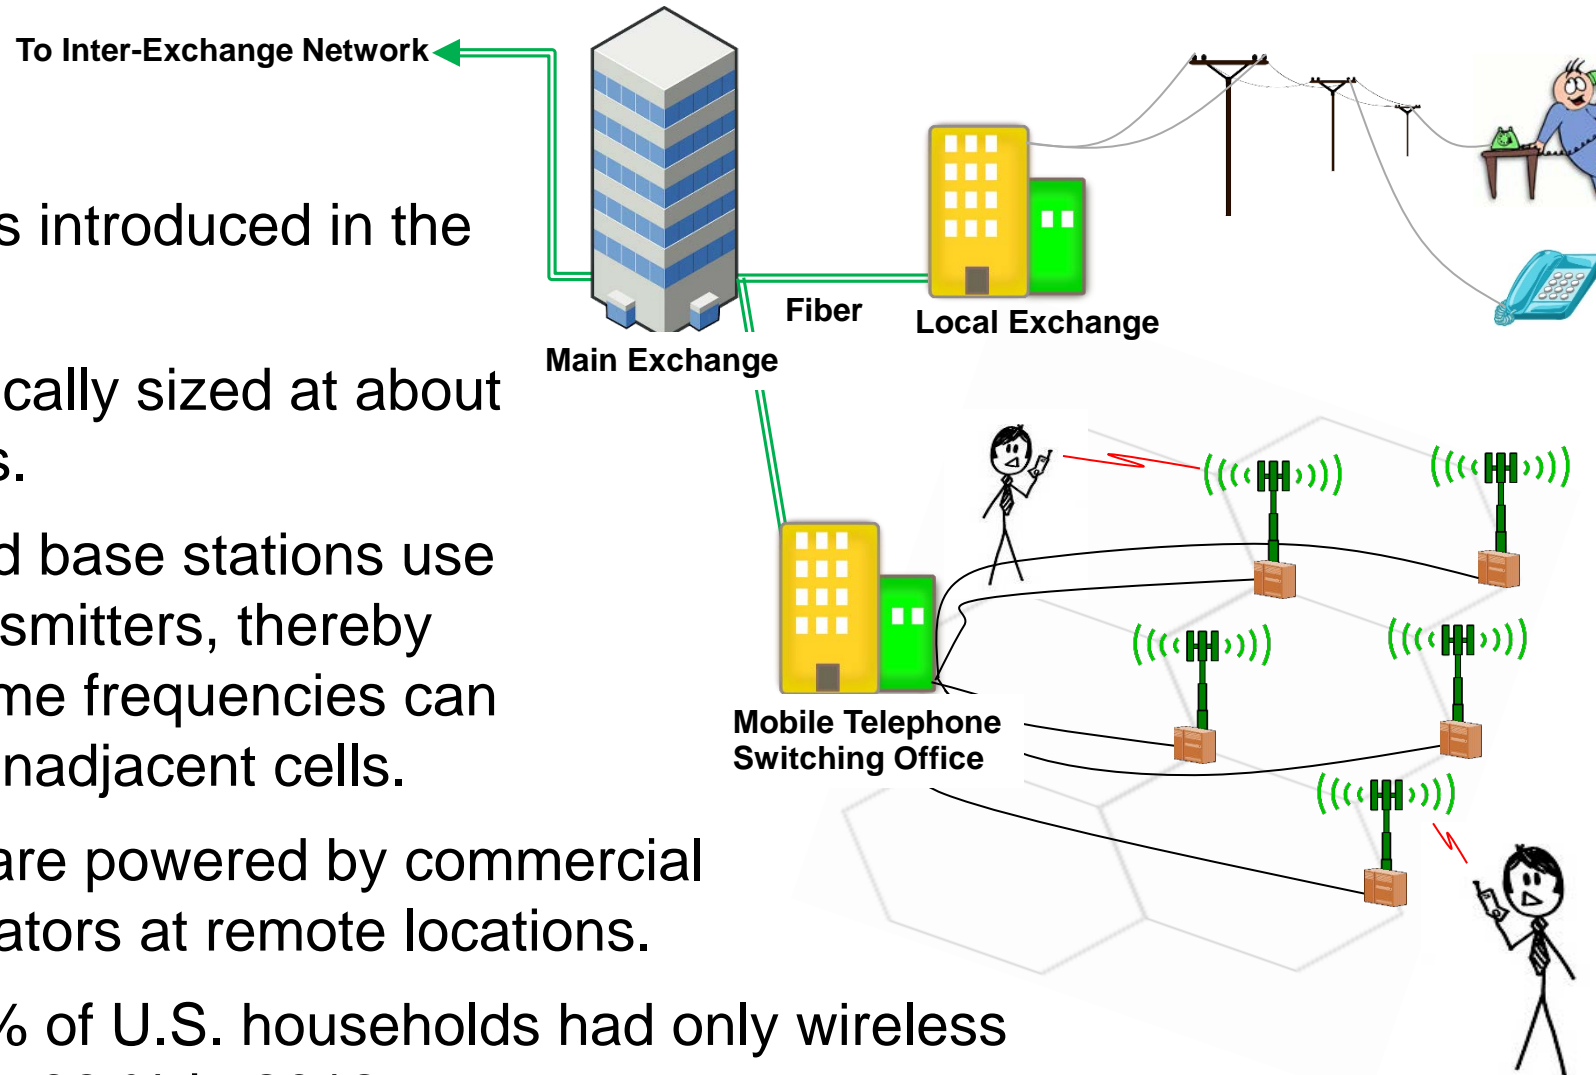 To Inter-Exchange Network
s introduced in the
Fiber
Local Exchange
Main Exchange
cally sized at about
s.
d base stations use
smitters, thereby
me frequencies can
nadjacent cells.
Mobile Telephone
Switching Office
are powered by commercial
ators at remote locations.
% of U.S. households had only wireless